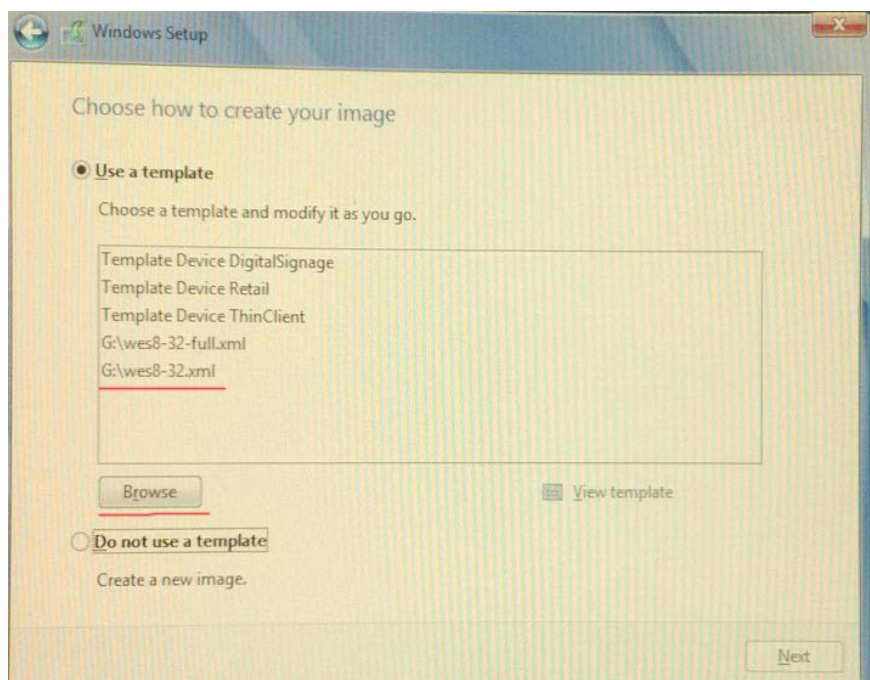 Windows Setup
Choose how to create your image
Use a template
Choose a template and modify it as you go.
Template Device DigitalSignage
Template Device Retail
Template Device ThinClient
G:\wes8-32-full.xml
G:\wes8-32.xml
Browse
View template
Do not use a template
Create a new image.
Next